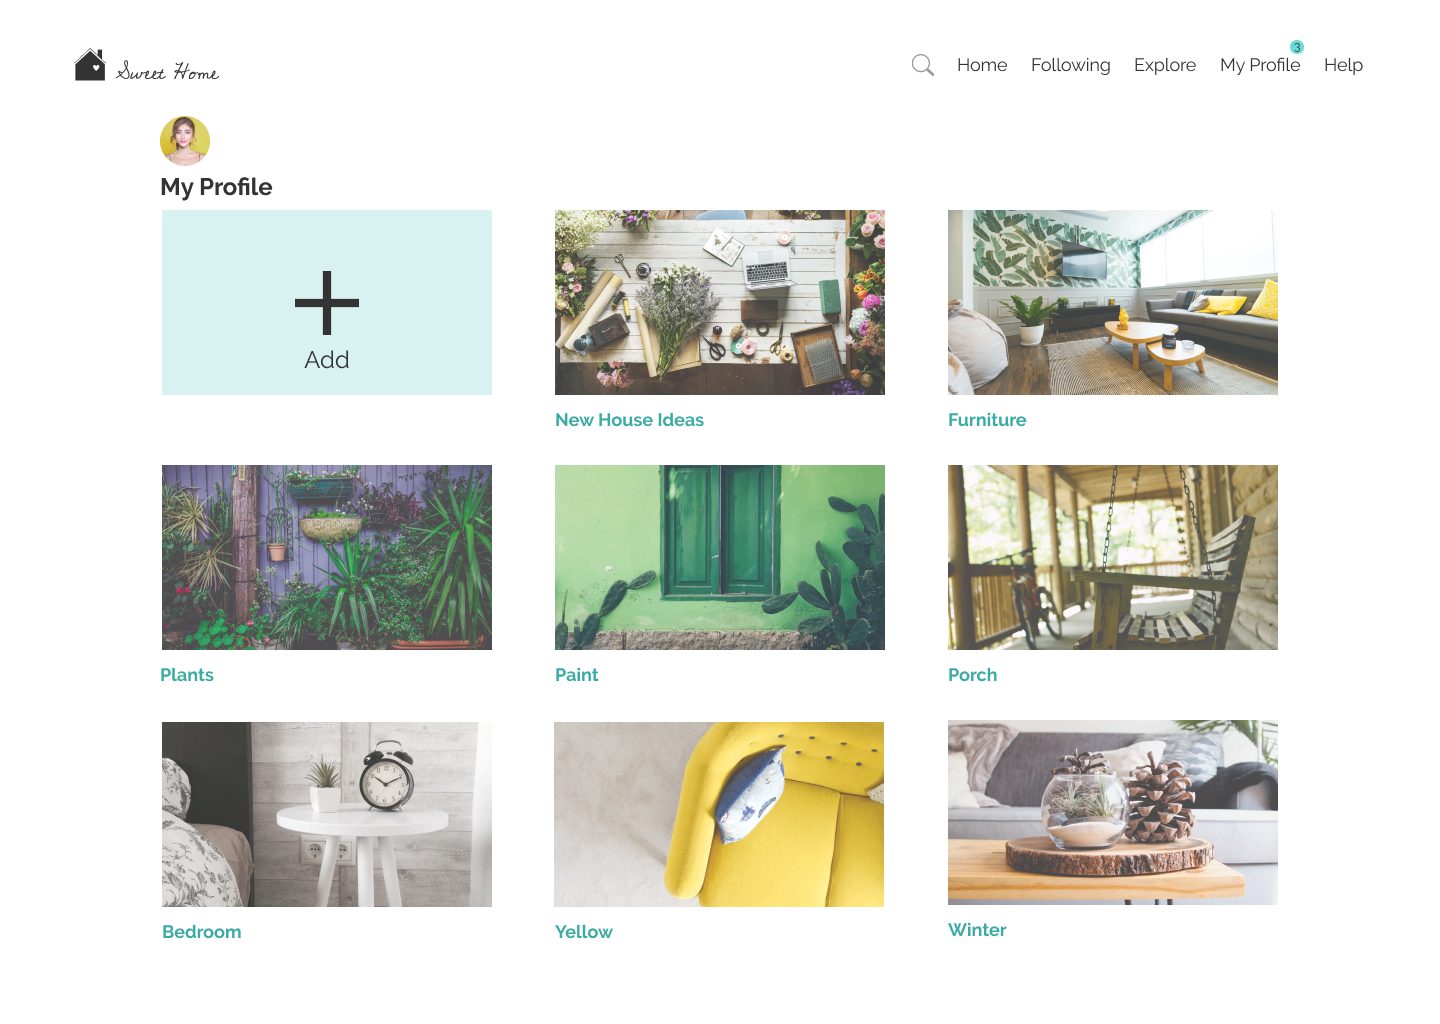 Sweet Home
Home Following Explore My Profile 3 Help
My Profile
Add
New House Ideas
Furniture
Plants
Paint
Porch
Bedroom
Yellow
Winter